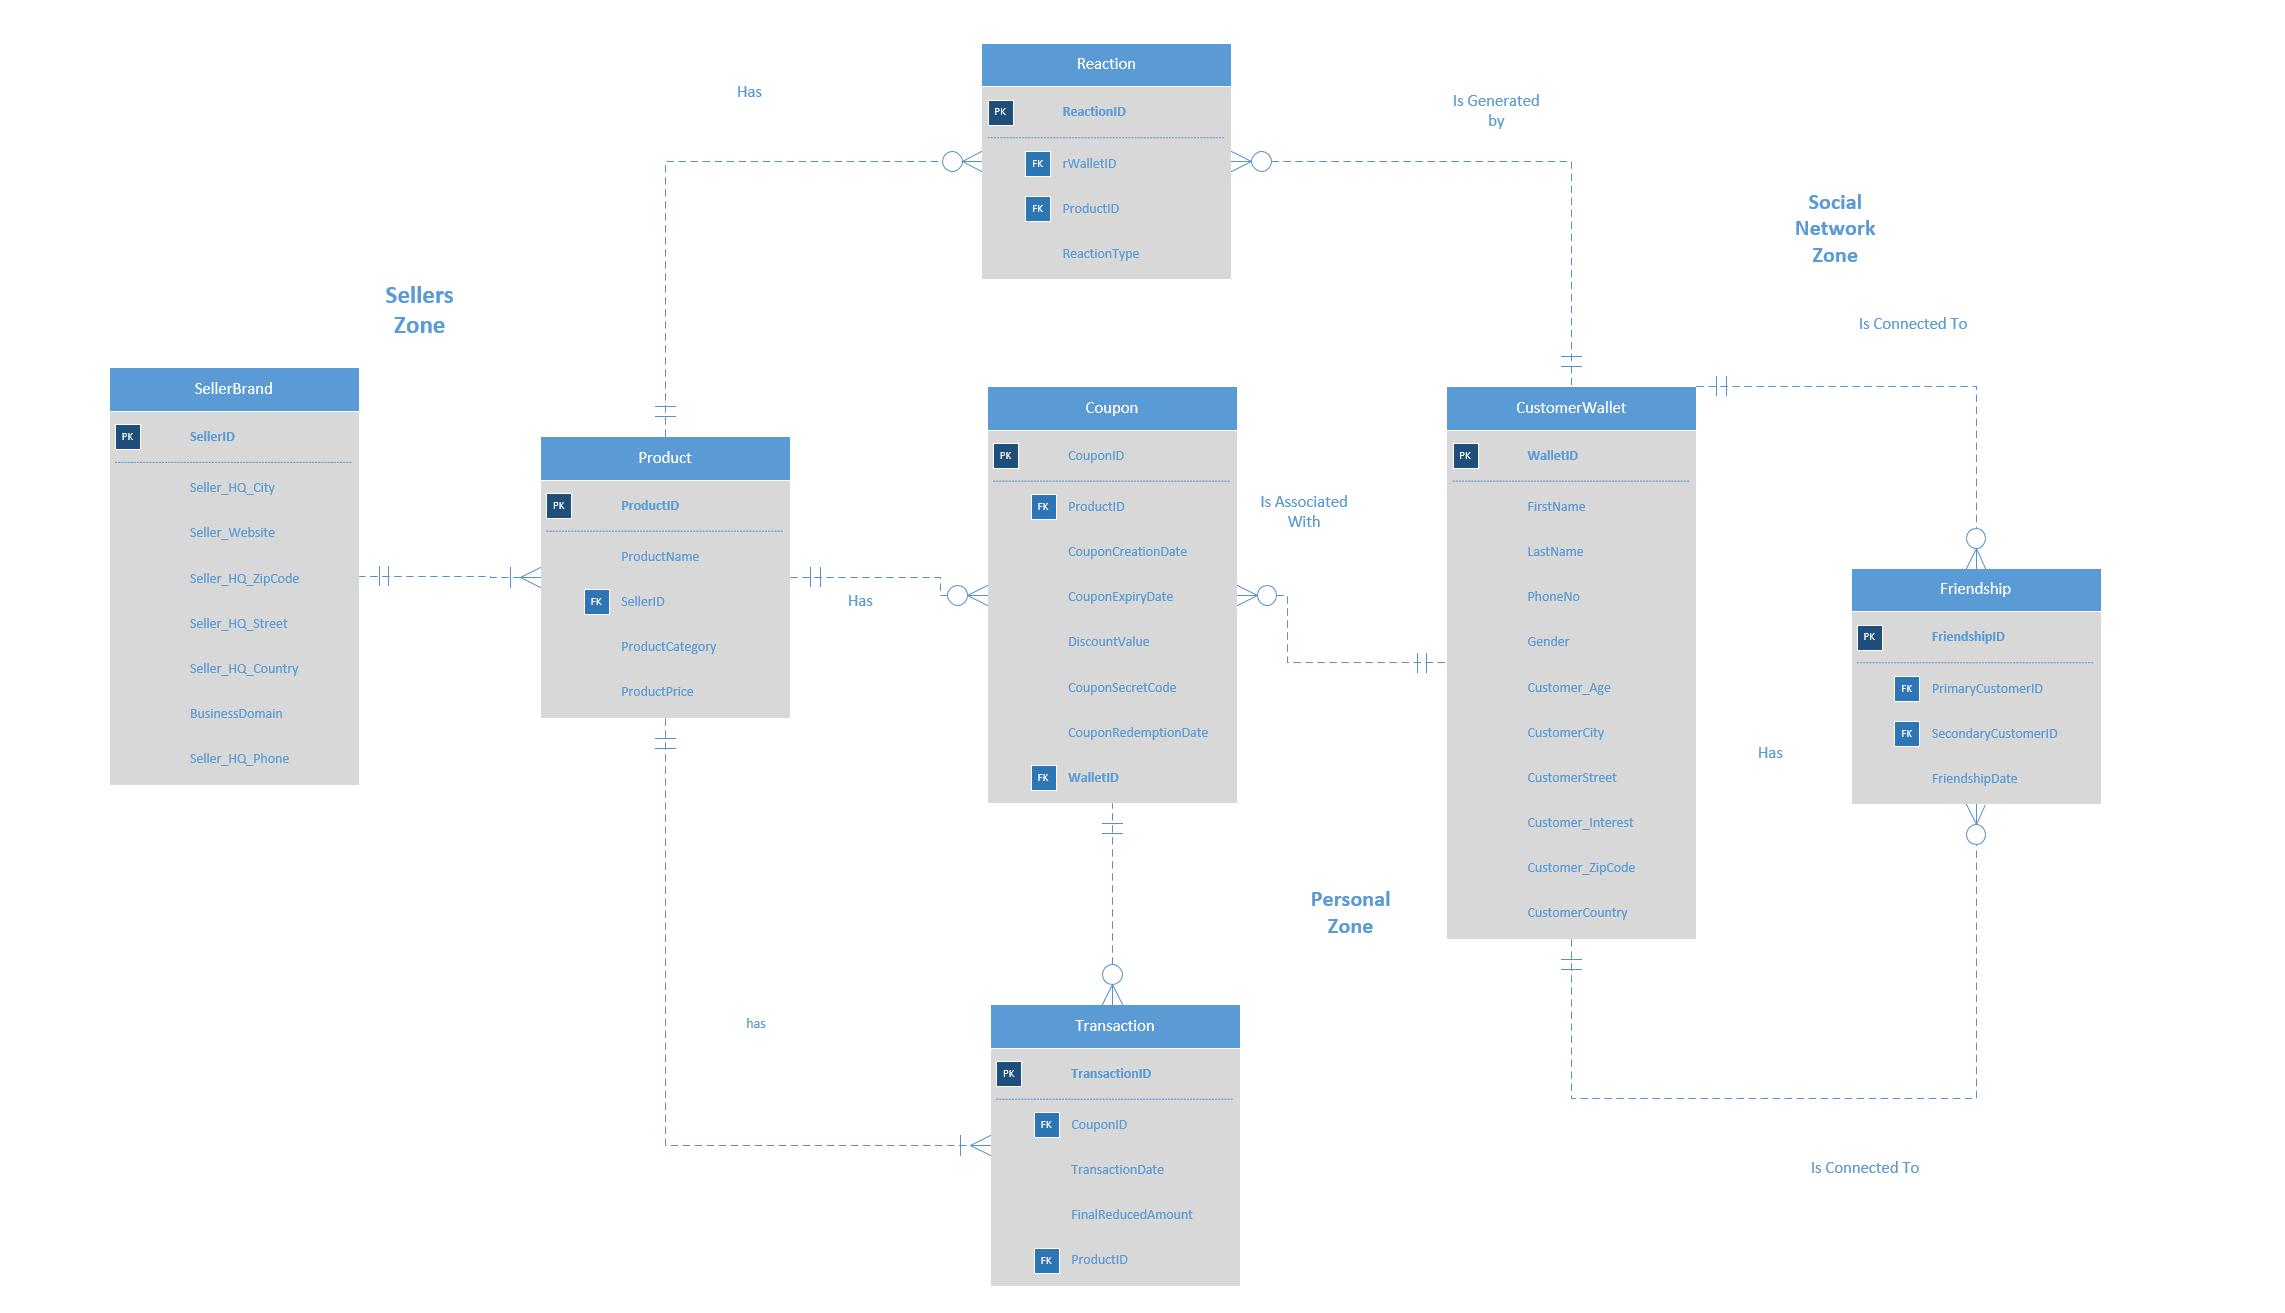 Reaction
PK ReactionID
FK rWalletID
FK ProductID
ReactionType
Has
Is Generated
by
Social
Network
Zone
Sellers
Zone
Is Connected To
SellerBrand
PK SellerID
Seller_HQ_City
Seller_Website
Seller_HQ_ZipCode
Seller_HQ_Street
Seller_HQ_Country
BusinessDomain
Seller_HQ_Phone
Product
PK ProductID
ProductName
FK SellerID
ProductCategory
ProductPrice
Has
Coupon
PK CouponID
FK ProductID
CouponCreationDate
CouponExpiryDate
DiscountValue
CouponSecretCode
CouponRedemptionDate
FK WalletID
Is Associated
With
CustomerWallet
PK WalletID
FirstName
LastName
PhoneNo
Gender
Customer_Age
CustomerCity
CustomerStreet
Customer_Interest
Customer_ZipCode
CustomerCountry
Has
Friendship
PK FriendshipID
FK PrimaryCustomerID
FK SecondaryCustomerID
FriendshipDate
Personal
Zone
has
Transaction
PK TransactionID
FK CouponID
TransactionDate
FinalReducedAmount
FK ProductID
Is Connected To